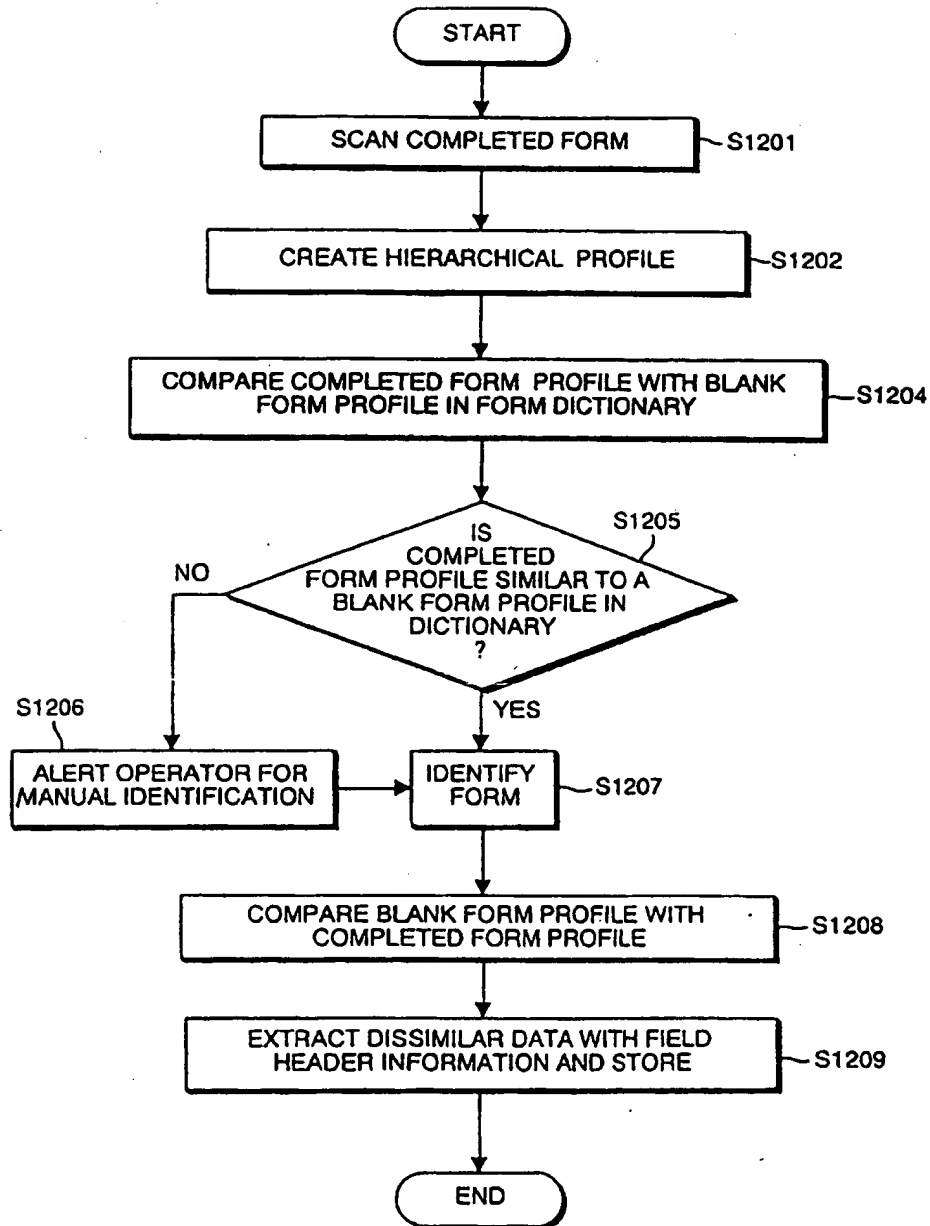 START
SCAN COMPLETED FORM
S1201
CREATE HIERARCHICAL PROFILE
S1202
COMPARE COMPLETED FORM PROFILE WITH BLANK
FORM PROFILE IN FORM DICTIONARY
S1204
S1205
IS
COMPLETED
FORM PROFILE SIMILAR TO A
BLANK FORM PROFILE IN
DICTIONARY
?
NO
YES
S1206
ALERT OPERATOR FOR
MANUAL IDENTIFICATION
IDENTIFY
FORM
S1207
COMPARE BLANK FORM PROFILE WITH
COMPLETED FORM PROFILE
S1208
EXTRACT DISSIMILAR DATA WITH FIELD
HEADER INFORMATION AND STORE
S1209
END